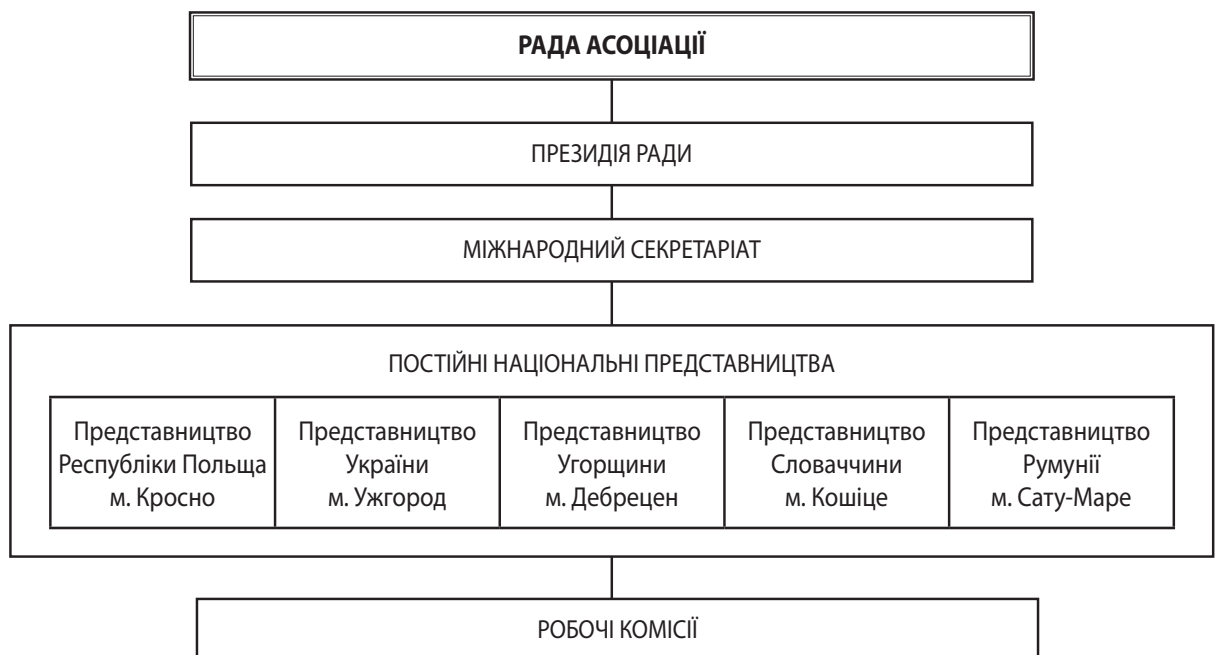 РАДА АСОЦІАЦІЇ
ПРЕЗИДІЯ РАДИ
МІЖНАРОДНИЙ СЕКРЕТАРІАТ
ПОСТІЙНІ НАЦІОНАЛЬНІ ПРЕДСТАВНИЦТВА
Представництво
Республіки Польща
м. Кросно
Представництво
України
м. Ужгород
Представництво
Угорщини
м. Дебрецен
Представництво
Словаччини
м. Кошіце
Представництво
Румунії
м. Сату-Маре
РОБОЧІ КОМІСІЇ